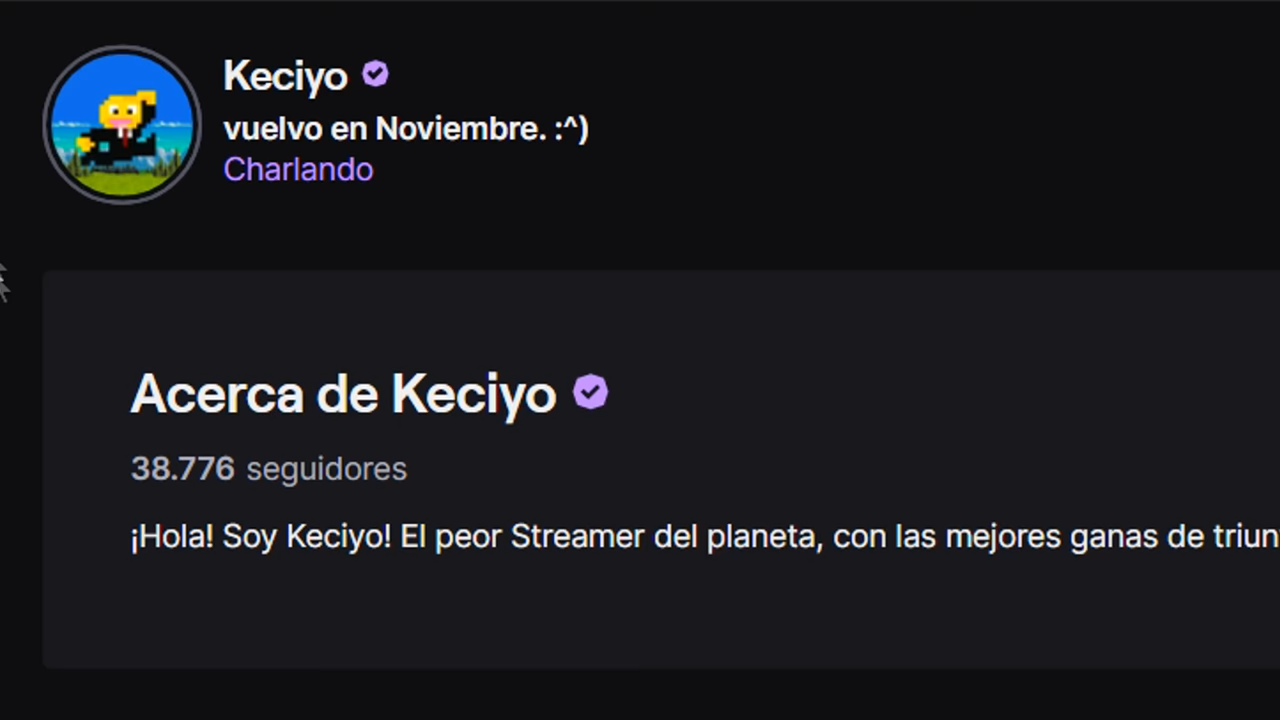 Keciyo
vuelvo en Noviembre. :^)
Charlando
Acerca de Keciyo
38.776 seguidores
¡Hola! Soy Keciyo! El peor Streamer del planeta, con las mejores ganas de triun